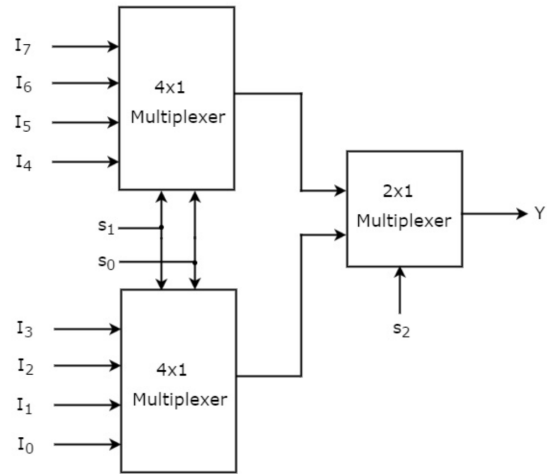 I₇
I₆
I₅
I₄
4x1
Multiplexer
s₁
s₀
I₃
I₂
I₁
I₀
4x1
Multiplexer
2x1
Multiplexer
s₂
Y